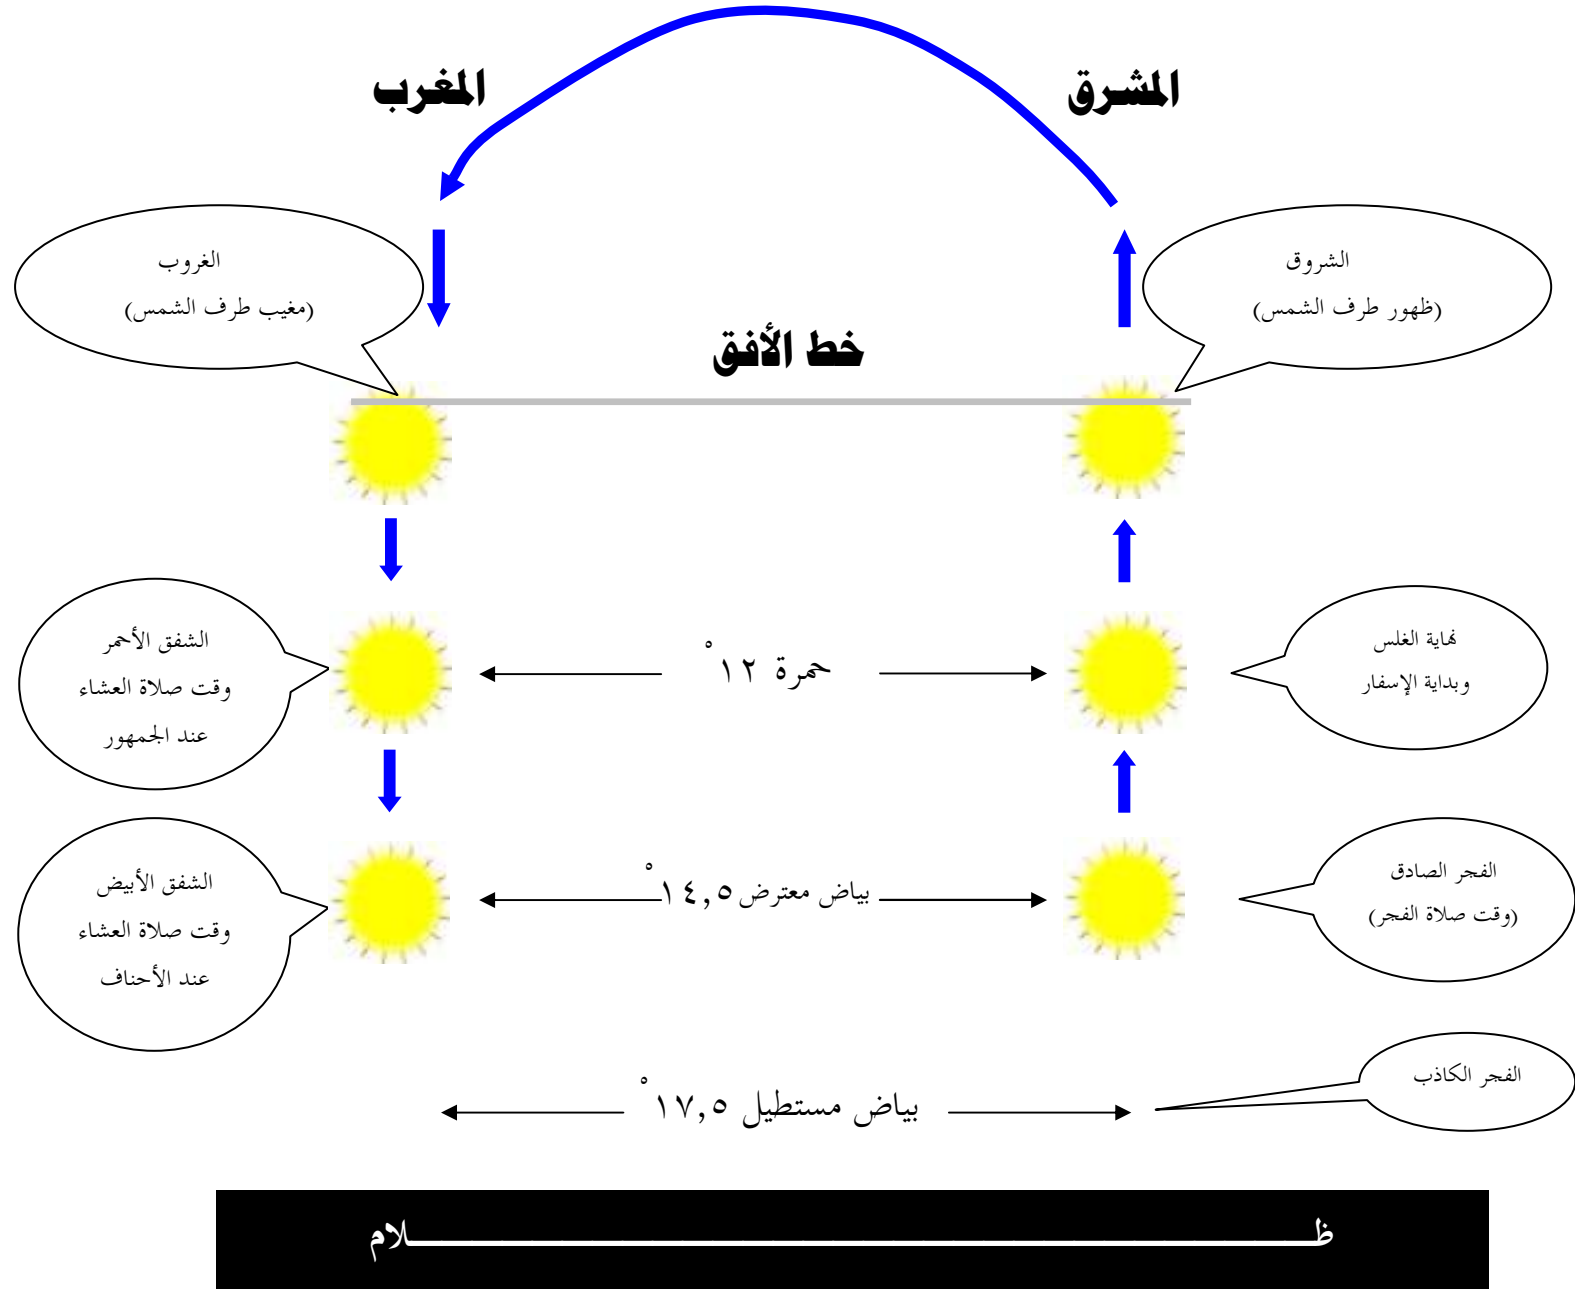 المشرق
المغرب
الشروق
(ظهور طرف الشمس)
الغروب
(مغيب طرف الشمس)
خط الأفق
نهاية الغلس
وبداية الإسفار
حمرة ١٢°
الشفق الأحمر
وقت صلاة العشاء
عند الجمهور
الفجر الصادق
(وقت صلاة الفجر)
بياض معترض ١٤,٥°
الشفق الأبيض
وقت صلاة العشاء
عند الأحناف
الفجر الكاذب
بياض مستطيل ١٧,٥°
ظـــــــــــــــــــــــــــــــــــــــــلام